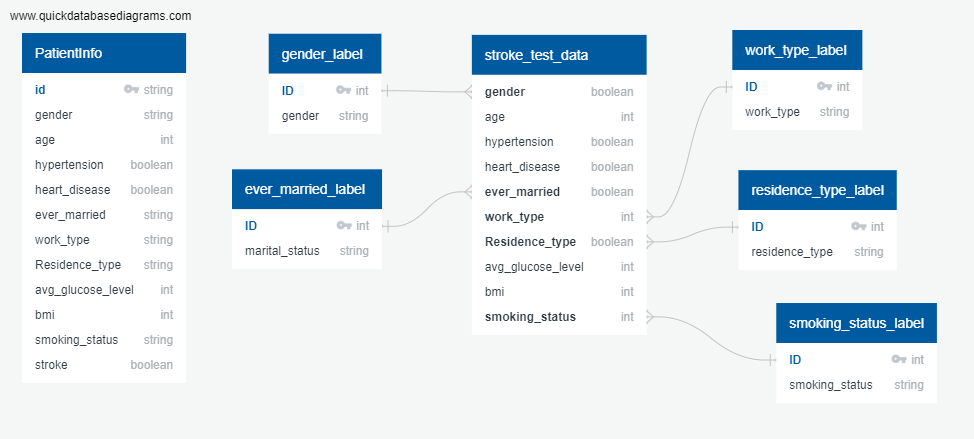 www.quickdatabasediagrams.com
PatientInfo
id string
gender string
age int
hypertension boolean
heart_disease boolean
ever_married string
work_type string
Residence_type string
avg_glucose_level int
bmi int
smoking_status string
stroke boolean
gender_label
ID int
gender string
ever_married_label
ID int
marital_status string
stroke_test_data
gender boolean
age int
hypertension boolean
heart_disease boolean
ever_married boolean
work_type int
Residence_type boolean
avg_glucose_level int
bmi int
smoking_status int
work_type_label
ID int
work_type string
residence_type_label
ID int
residence_type string
smoking_status_label
ID int
smoking_status string